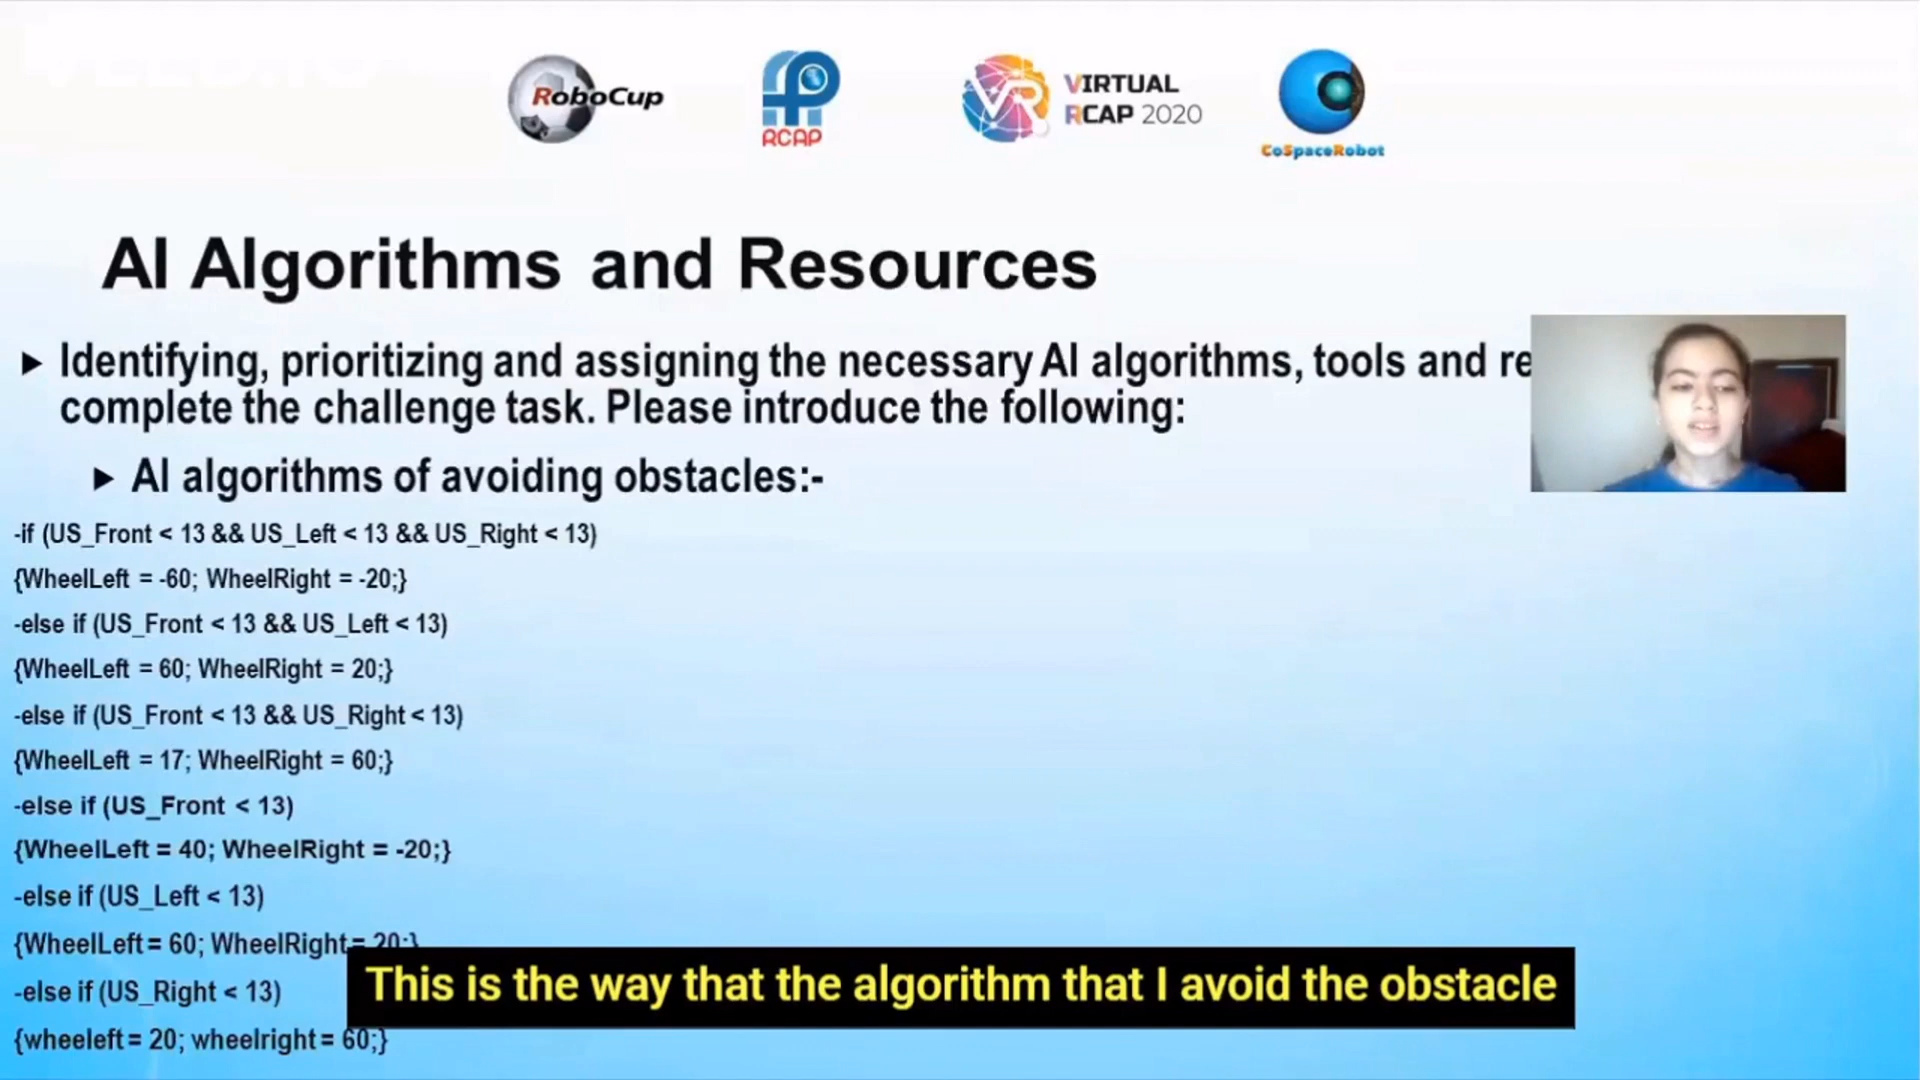 RoboCup
RCAP
VIRTUAL
RCAP 2020
CoSpaceRobot
AI Algorithms and Resources
Identifying, prioritizing and assigning the necessary AI algorithms, tools and re
complete the challenge task. Please introduce the following:
AI algorithms of avoiding obstacles:-
-if (US_Front < 13 && US_Left < 13 && US_Right < 13)
{WheelLeft = -60; WheelRight = -20;}
-else if (US_Front < 13 && US_Left < 13)
{WheelLeft = 60; WheelRight = 20;}
-else if (US_Front < 13 && US_Right < 13)
{WheelLeft = 17; WheelRight = 60;}
-else if (US_Front < 13)
{WheelLeft = 40; WheelRight = -20;}
-else if (US_Left < 13)
{WheelLeft = 60; WheelRight = 20;}
-else if (US_Right < 13)
{wheeleft = 20; wheelright = 60;}
This is the way that the algorithm that I avoid the obstacle